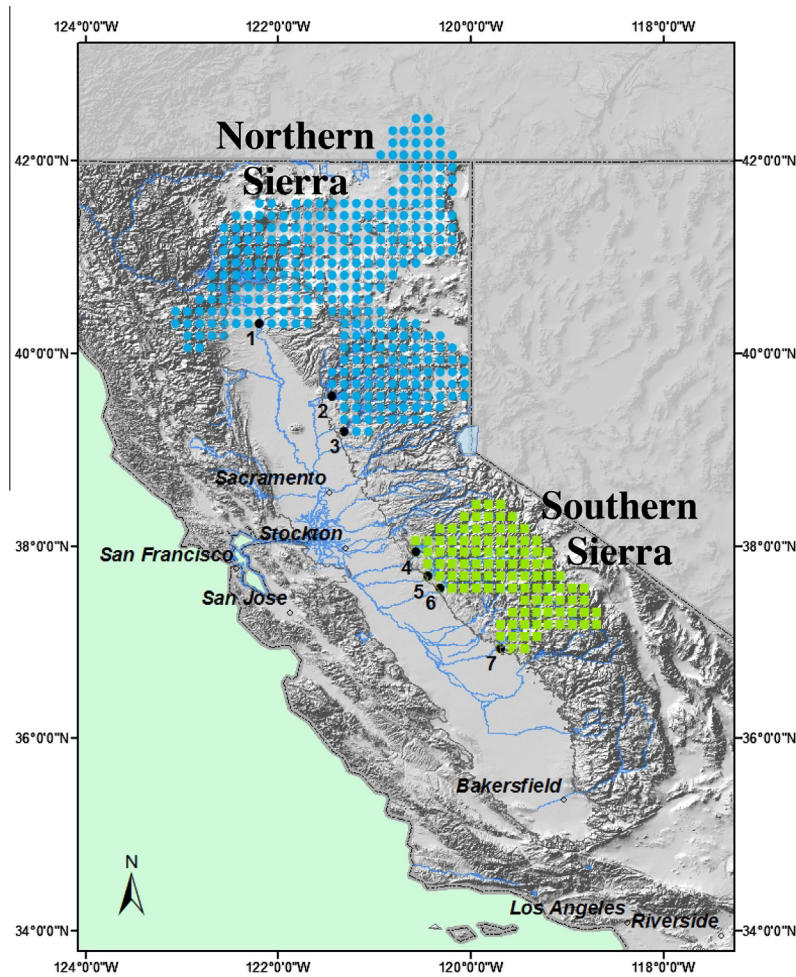 124°0'0"W 122°0'0"W 120°0'0"W 118°0'0"W
Northern
Sierra
42°0'0"N 42°0'0"N
1
40°0'0"N 40°0'0"N
2
3
Sacramento
Southern
Sierra
Stockton
38°0'0"N 38°0'0"N
San Francisco
4
5
6
San Jose
7
36°0'0"N 36°0'0"N
Bakersfield
N
Los Angeles
Riverside
34°0'0"N 34°0'0"N
124°0'0"W 122°0'0"W 120°0'0"W 118°0'0"W